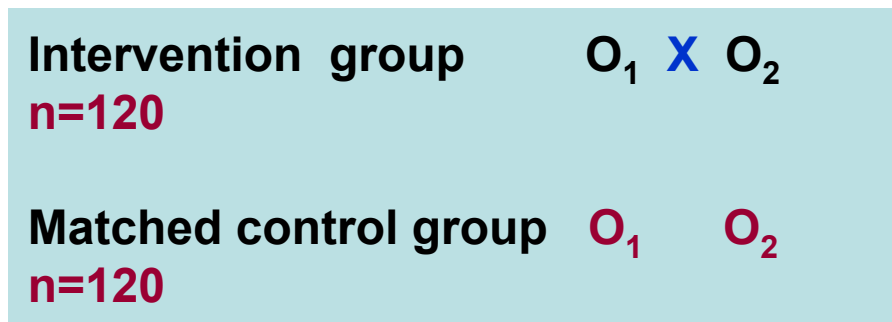 Intervention group O₁ X O₂
n=120
Matched control group O₁ O₂
n=120